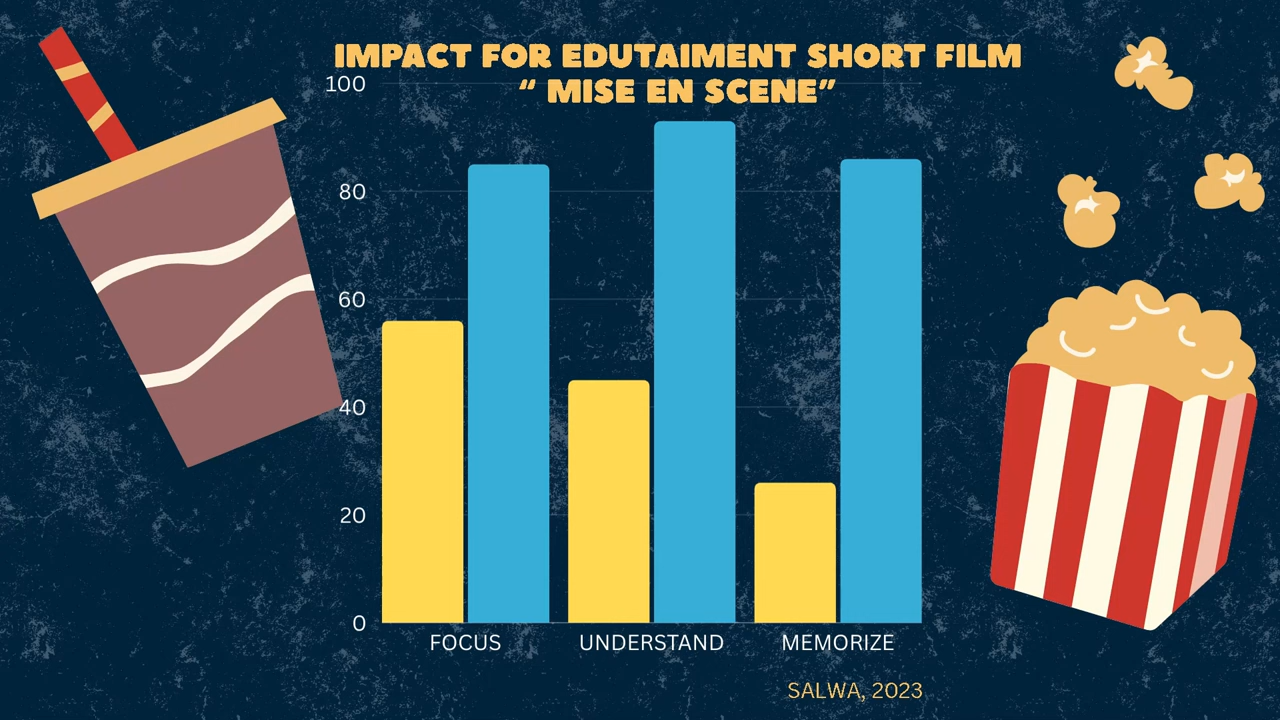 IMPACT FOR EDUTAIMENT SHORT FILM
“ MISE EN SCENE”
100
80
60
40
20
0
FOCUS UNDERSTAND MEMORIZE
SALWA, 2023